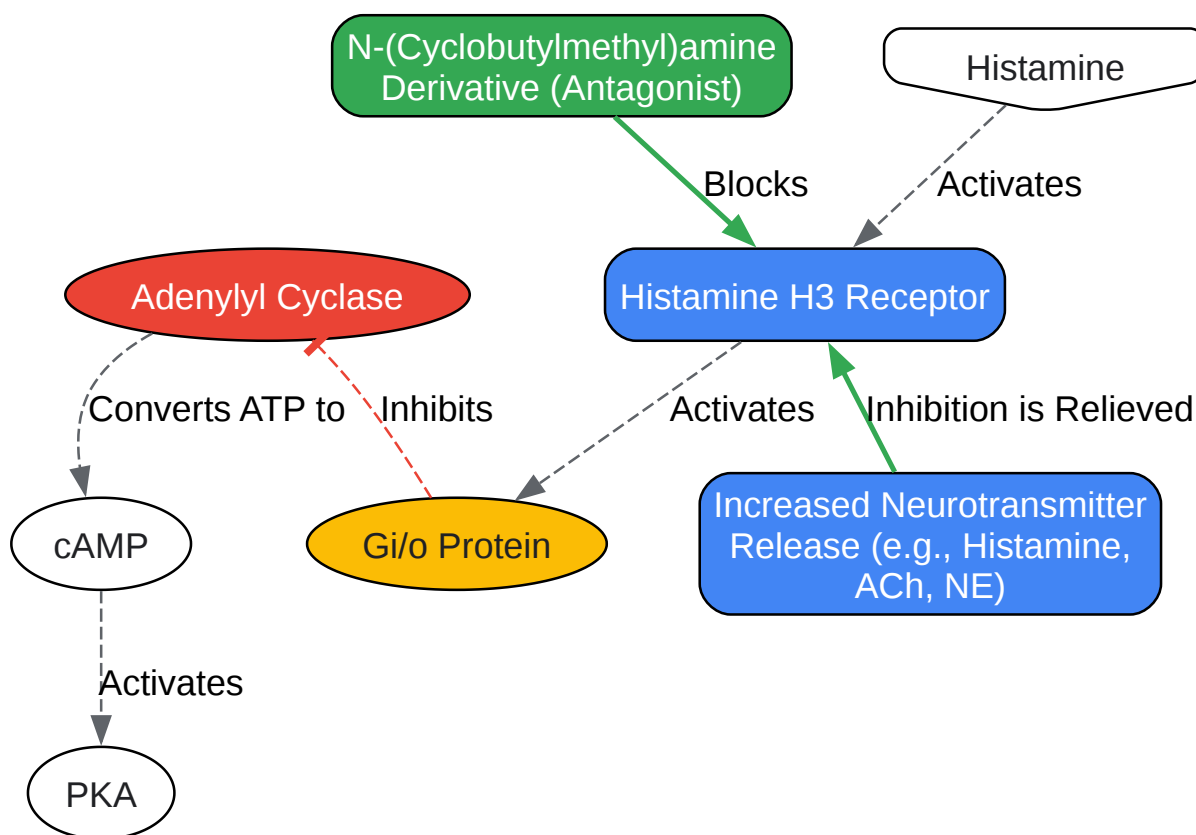 N-(Cyclobutylmethyl)amine
Derivative (Antagonist)
Histamine
Blocks
Activates
Adenylyl Cyclase
Histamine H3 Receptor
Converts ATP to
Inhibits
Activates
Inhibition is Relieved
cAMP
Gi/o Protein
Increased Neurotransmitter
Release (e.g., Histamine,
ACh, NE)
Activates
PKA